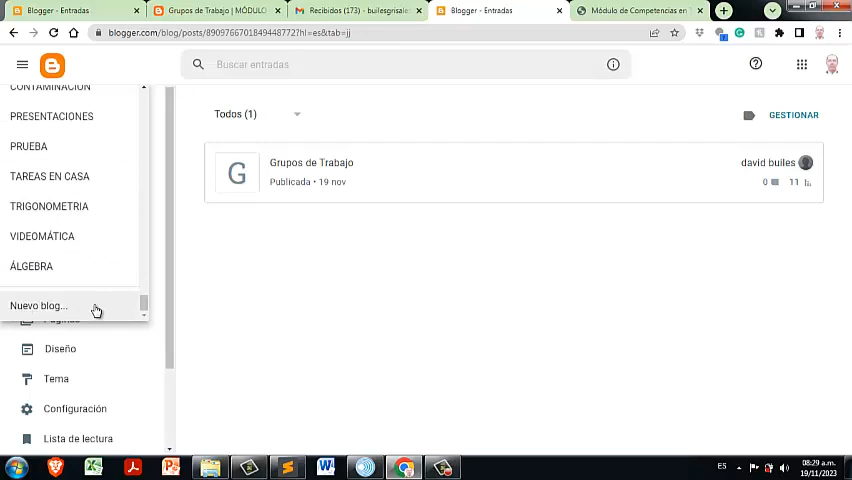 Blogger - Entradas
Grupos de Trabajo | MÓDULO
Recibidos (173) - builesgrisale
Blogger - Entradas
Módulo de Competencias en T
blogger.com/blog/posts/8909766701849448772?hl=es&tab=jj
Buscar entradas
CONTAMINACIÓN
PRESENTACIONES
PRUEBA
TAREAS EN CASA
TRIGONOMETRIA
VIDEOMÁTICA
ÁLGEBRA
Nuevo blog...
Páginas
Diseño
Tema
Configuración
Lista de lectura
Todos (1)
GESTIONAR
G
Grupos de Trabajo
Publicada • 19 nov
david builes
0
11
ES
08:29 a.m.
19/11/2023